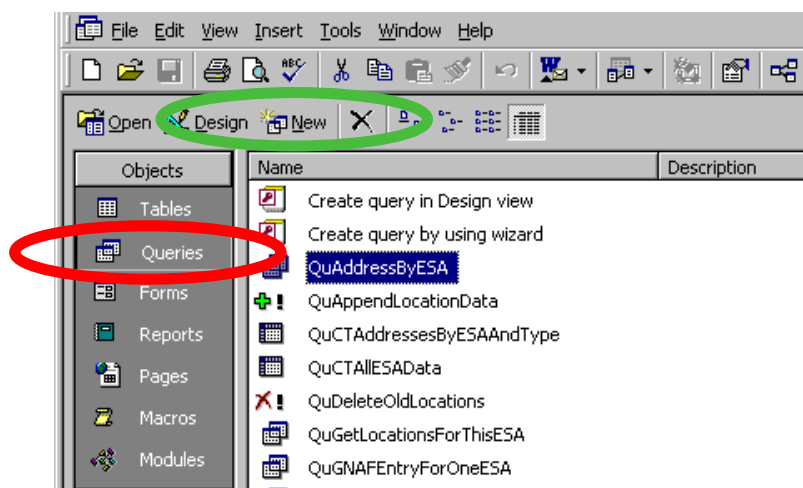 File Edit View Insert Tools Window Help
ABC W
Open Design New
Objects Name Description
Tables Create query in Design view
Queries Create query by using wizard
QuAddressByESA
Forms QuAppendLocationData
Reports QuCTAddressesByESAAndType
Pages QuCTAllESAData
Macros QuDeleteOldLocations
QuGetLocationsForThisESA
Modules QuGNAFEntryForOneESA